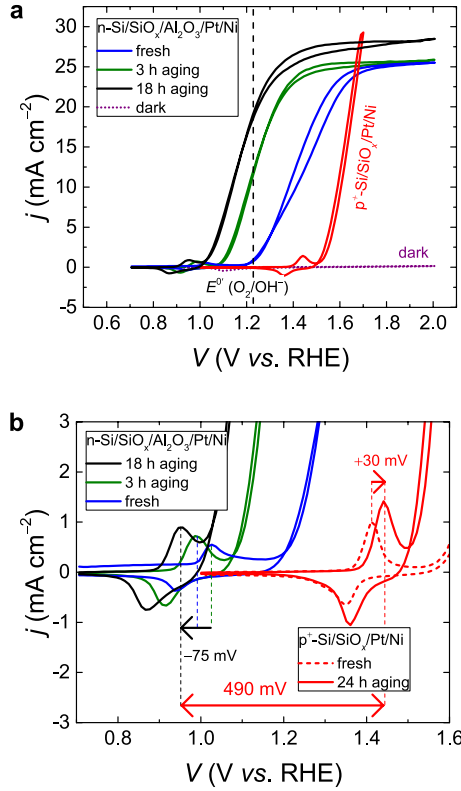 a
n-Si/SiOₓ/Al₂O₃/Pt/Ni
fresh
3 h aging
18 h aging
dark
p⁺-Si/SiOₓ/Pt/Ni
dark
E⁰' (O₂/OH⁻)
j (mA cm⁻²)
30
25
20
15
10
5
0
-5
0.6 0.8 1.0 1.2 1.4 1.6 1.8 2.0
V (V vs. RHE)
b
n-Si/SiOₓ/Al₂O₃/Pt/Ni
18 h aging
3 h aging
fresh
+30 mV
−75 mV
p⁺-Si/SiOₓ/Pt/Ni
fresh
24 h aging
490 mV
j (mA cm⁻²)
3
2
1
0
-1
-2
-3
0.8 1.0 1.2 1.4 1.6
V (V vs. RHE)